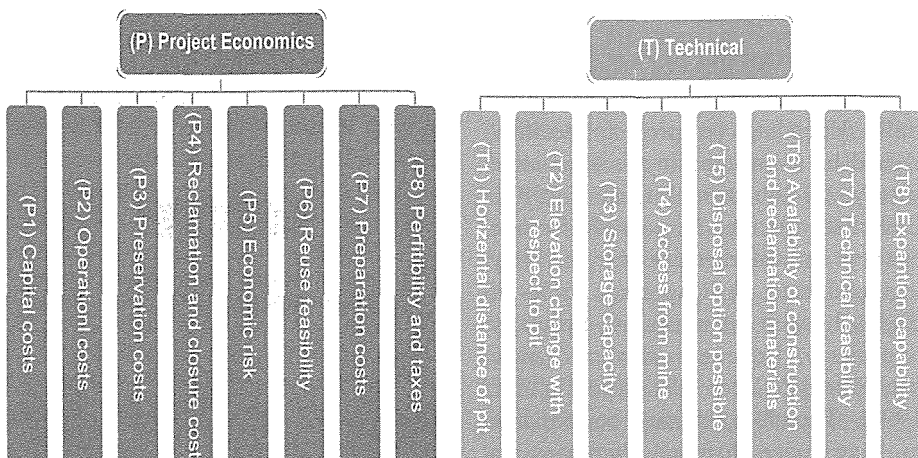 (P) Project Economics
(P1) Capital costs
(P2) Operationl costs
(P3) Preservation costs
(P4) Reclamation and closure cost
(P5) Economic risk
(P6) Reuse feasibility
(P7) Preparation costs
(P8) Perfitibility and taxes
(T) Technical
(T1) Horizental distance of pit
(T2) Elevation change with
respect to pit
(T3) Storage capacity
(T4) Access from mine
(T5) Disposal option possible
(T6) Availability of construction
and reclamation materials
(T7) Technical feasibility
(T8) Expantion capability